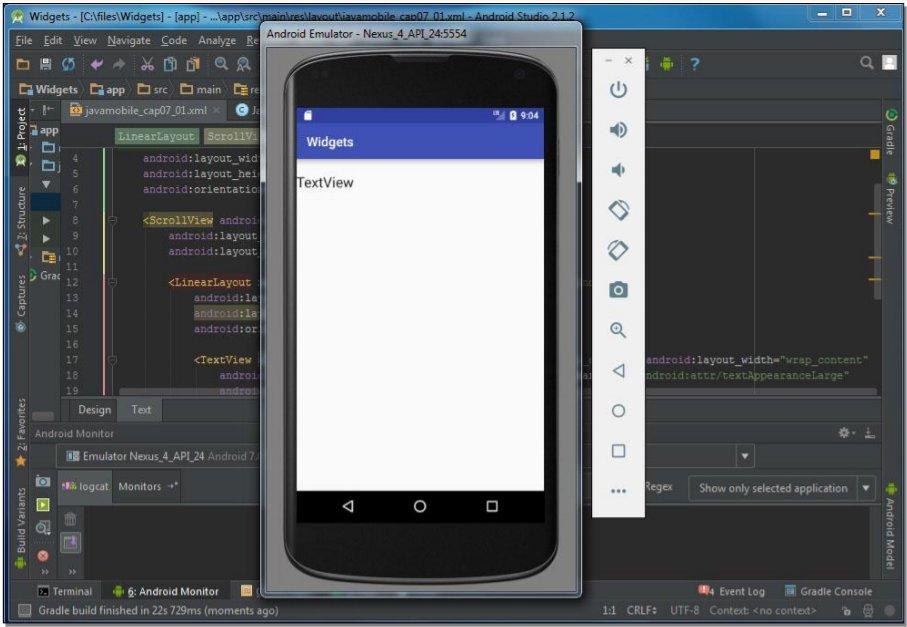 Widgets - [C:\files\Widgets] - [app] - ...\app\src\main\res\layout\javamobile_cap07_01.xml - Android Studio 2.1.2
File Edit View Navigate Code Analyze Re
Android Emulator - Nexus_4_API_24:5554
Widgets app src main re
javamobile_cap07_01.xml
LinearLayout ScrollVi
1: Project
app
4 android:layout_wid
5 android:layout_hei
6 android:orientatio
7
8 <ScrollView androi
9 android:layout_
10 android:layout_
11
12 <LinearLayout
13 android:la
14 android:la
15 android:or
16
17 <TextView android:layout_width="wrap_content"
18 androi ndroid:attr/textAppearanceLarge"
19 androi
Grad
2: Structure
Captures
2: Favorites
Build Variants
Gradle
Preview
Android Model
9:04
Widgets
TextView
Design Text
Android Monitor
Emulator Nexus_4_API_24 Android 7.
logcat Monitors
Regex Show only selected application
Terminal 6: Android Monitor
4 Event Log Gradle Console
Gradle build finished in 22s 729ms (moments ago)
1:1 CRLF UTF-8 Context: <no context>